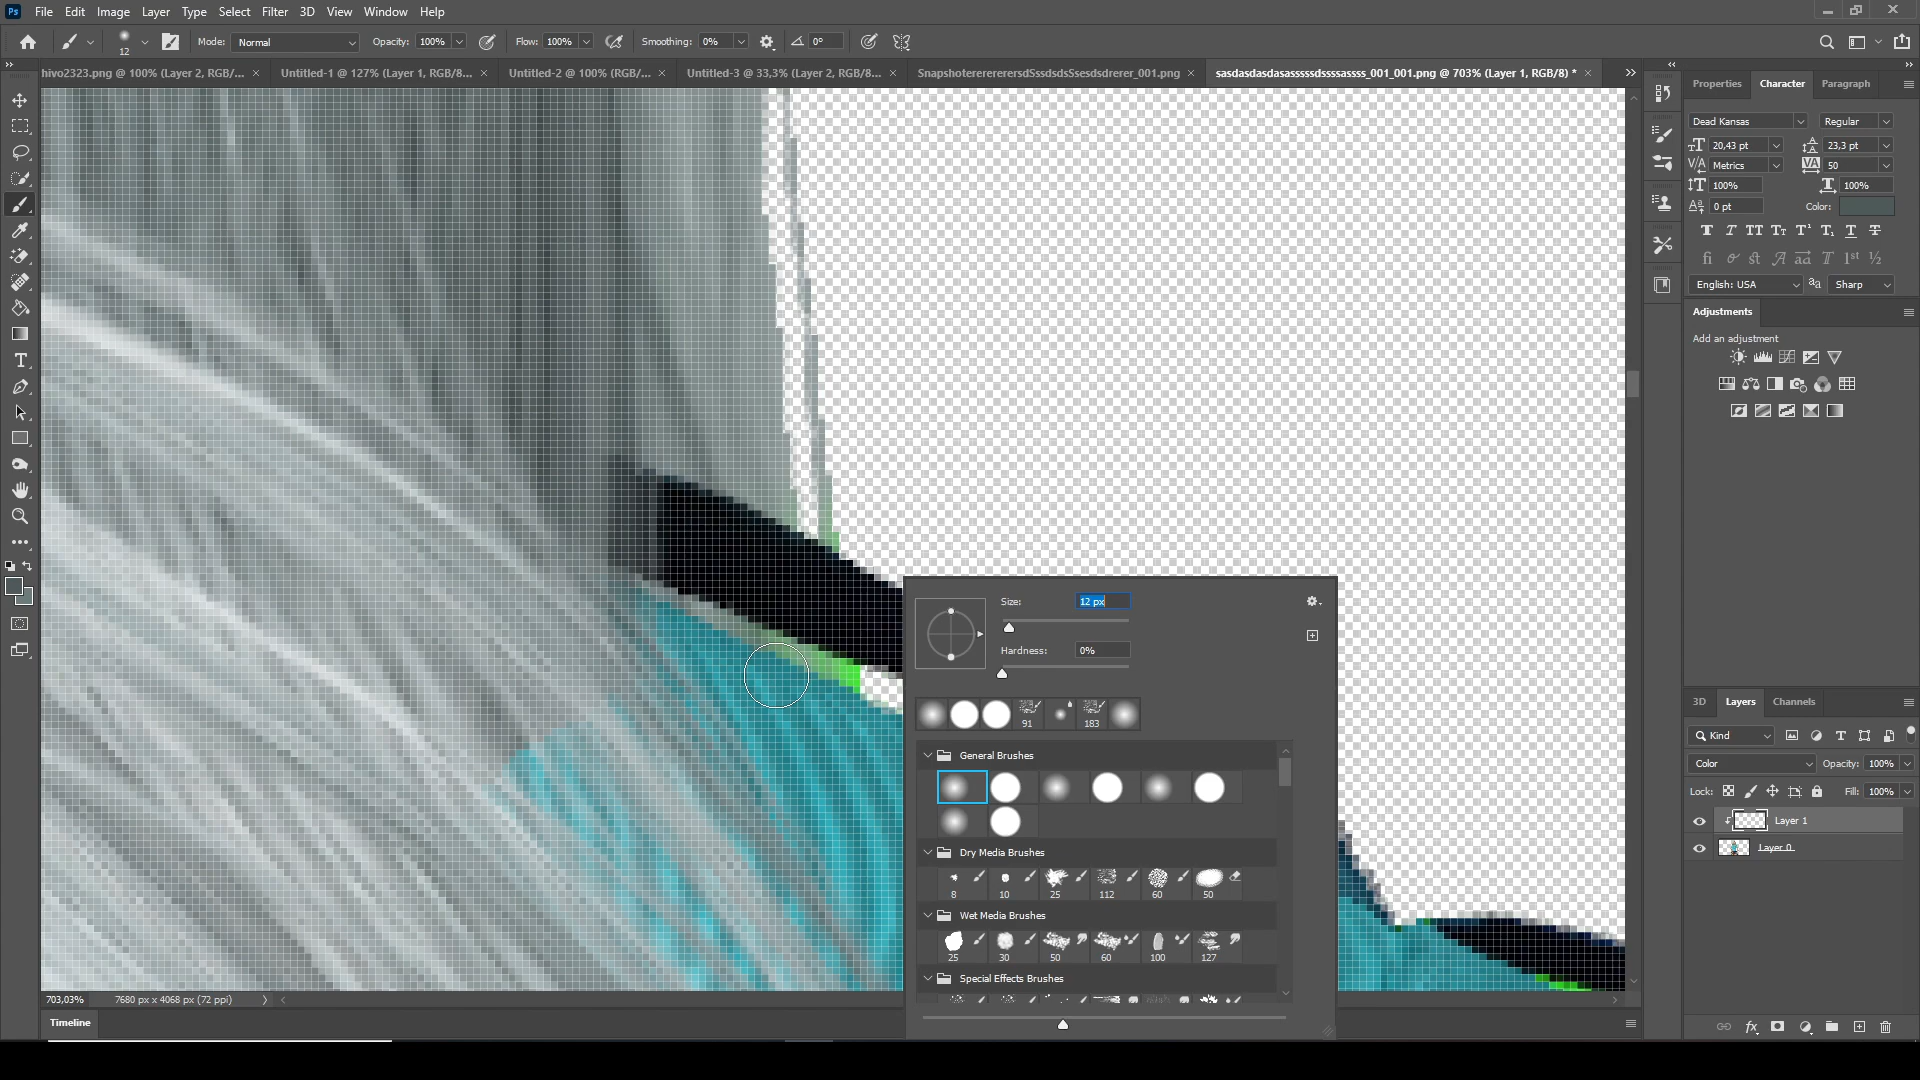 Ps File Edit Image Layer Type Select Filter 3D View Window Help
12 Mode: Normal Opacity: 100% Flow: 100% Smoothing: 0% 0°
hivo2323.png @ 100% (Layer 2, RGB/... × Untitled-1 @ 127% (Layer 1, RGB/8... × Untitled-2 @ 100% (RGB/... × Untitled-3 @ 33,3% (Layer 2, RGB/8... × sasdasdasdasasssssdssssassss_001_001.png @ 703% (Layer 1, RGB/8) * ×
Properties Character Paragraph
Dead Kansas Regular
20,43 pt 23,3 pt
Metrics 50
100% 100%
0 pt Color:
English: USA Sharp
Adjustments
Add an adjustment
Size: 12 px
Hardness: 0%
91 183
General Brushes
Dry Media Brushes
8 10 25 112 60 50
Wet Media Brushes
25 30 50 60 100 127
Special Effects Brushes
3D Layers Channels
Kind
Color Opacity: 100%
Lock: Fill: 100%
Layer 1
Layer 0
703,03% 7680 px x 4068 px (72 ppi)
Timeline